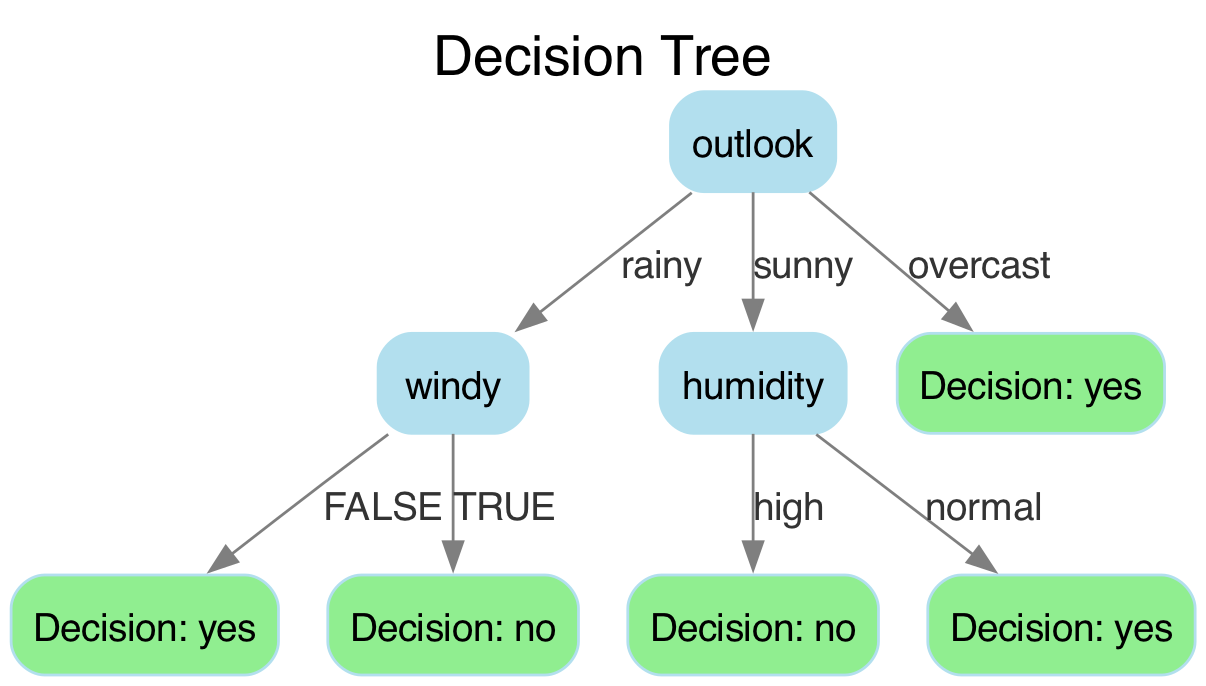 Decision Tree
outlook
rainy
sunny
overcast
windy
humidity
Decision: yes
FALSE
TRUE
high
normal
Decision: yes
Decision: no
Decision: no
Decision: yes